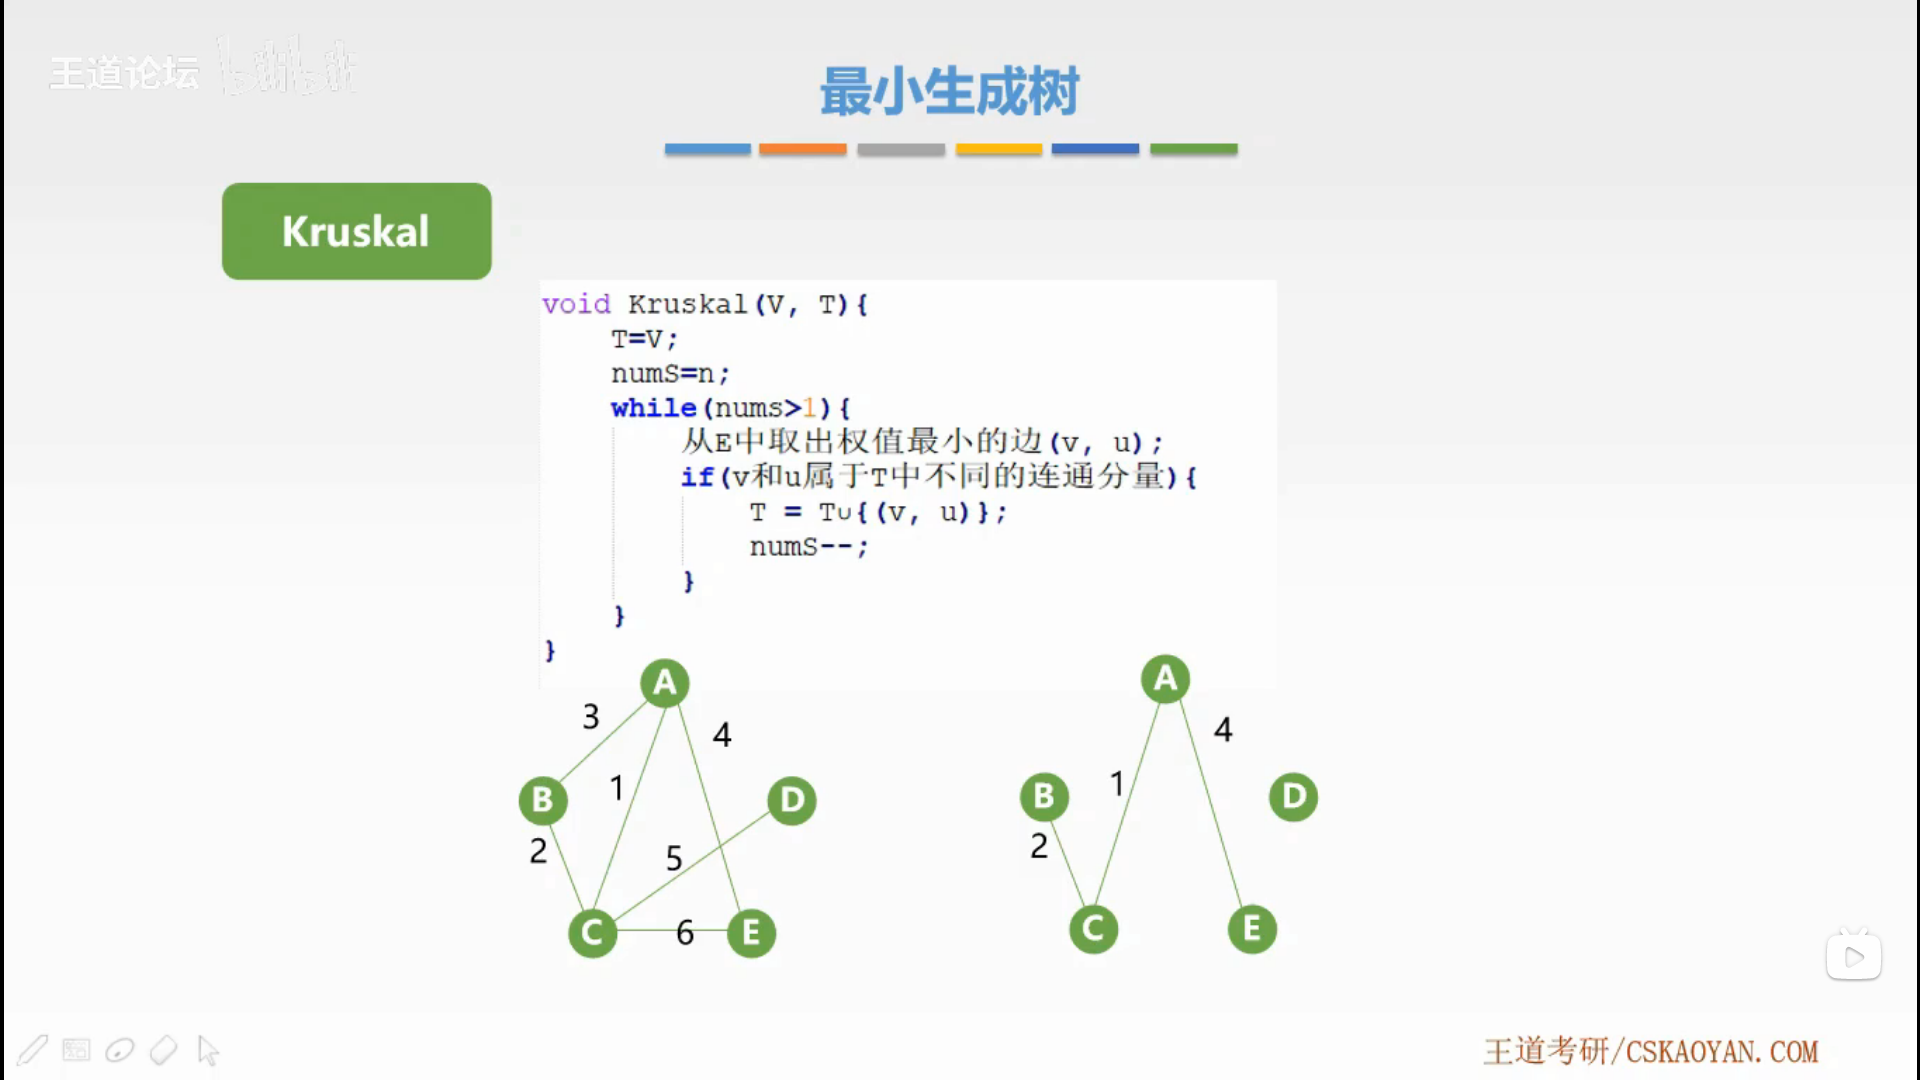 王道论坛 bilibili
最小生成树
Kruskal
void Kruskal(V, T){
T=V;
numS=n;
while(nums>1){
从E中取出权值最小的边(v, u);
if(v和u属于T中不同的连通分量){
T = T∪{(v, u)};
numS--;
}
}
}
A
3
4
1
B
D
2
5
C
6
E
A
4
1
B
D
2
C
E
王道考研/CSKAOYAN.COM